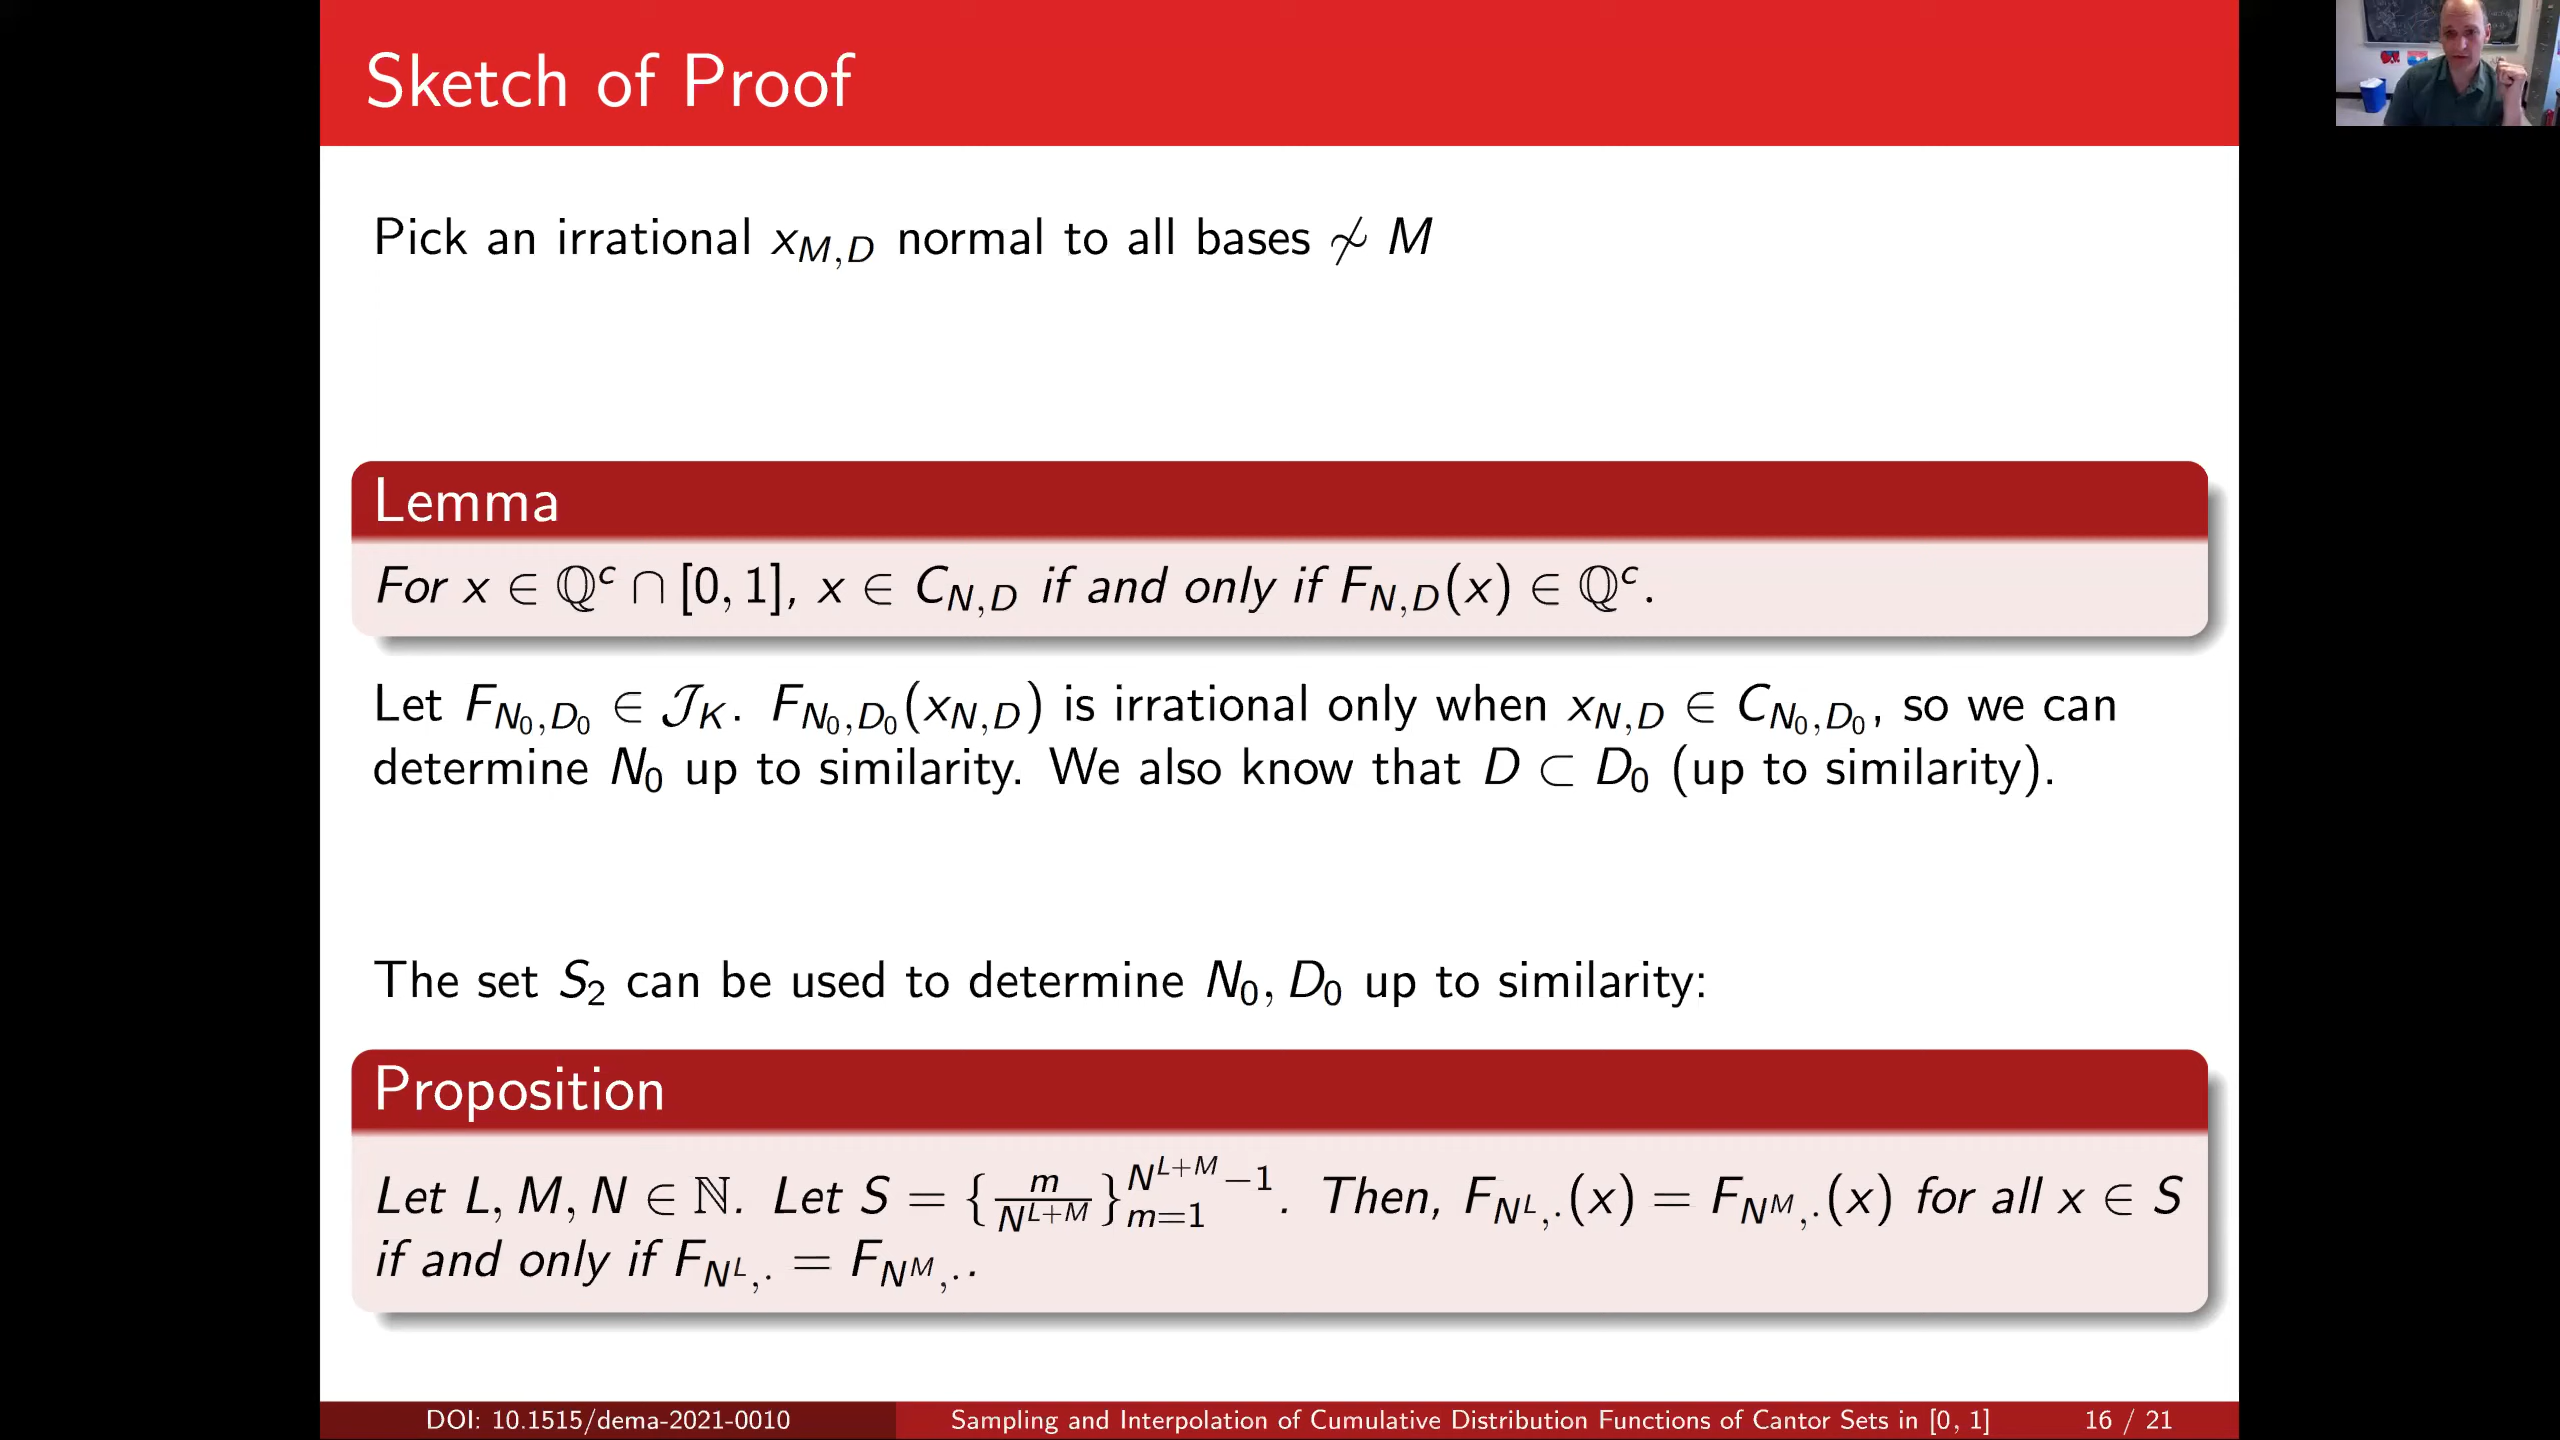 Sketch of Proof
Pick an irrational x_{M,D} normal to all bases ≁ M
Lemma
For x ∈ ℚ^c ∩ [0, 1], x ∈ C_{N,D} if and only if F_{N,D}(x) ∈ ℚ^c.
Let F_{N_0,D_0} ∈ 𝒥_K. F_{N_0,D_0}(x_{N,D}) is irrational only when x_{N,D} ∈ C_{N_0,D_0}, so we can
determine N_0 up to similarity. We also know that D ⊂ D_0 (up to similarity).
The set S_2 can be used to determine N_0, D_0 up to similarity:
Proposition
Let L, M, N ∈ ℕ. Let S = {\frac{m}{N^{L+M}}}_{m=1}^{N^{L+M}-1}. Then, F_{N^L,·}(x) = F_{N^M,·}(x) for all x ∈ S
if and only if F_{N^L,·} = F_{N^M,·}.
DOI: 10.1515/dema-2021-0010 Sampling and Interpolation of Cumulative Distribution Functions of Cantor Sets in [0, 1] 16 / 21